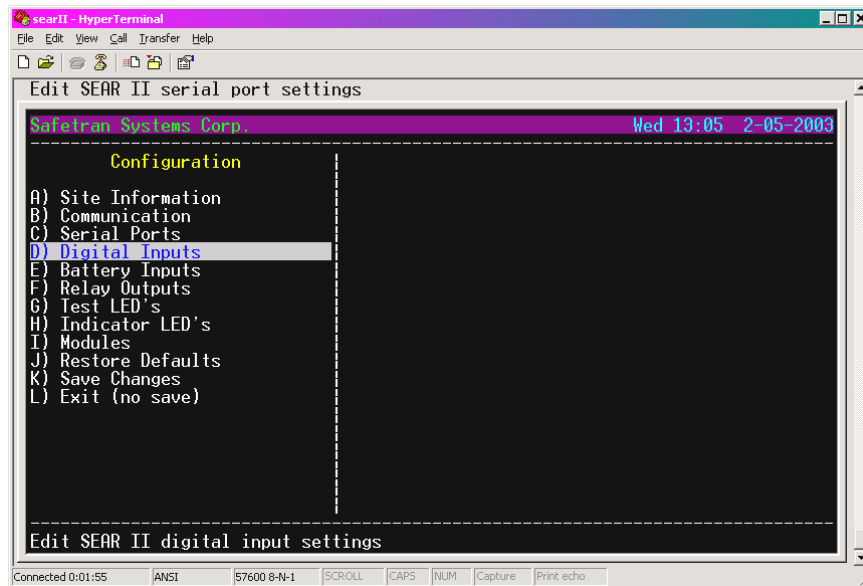 searII - HyperTerminal
File Edit View Call Transfer Help
Edit SEAR II serial port settings
Safetran Systems Corp. Wed 13:05 2-05-2003
Configuration
A) Site Information
B) Communication
C) Serial Ports
D) Digital Inputs
E) Battery Inputs
F) Relay Outputs
G) Test LED's
H) Indicator LED's
I) Modules
J) Restore Defaults
K) Save Changes
L) Exit (no save)
Edit SEAR II digital input settings
Connected 0:01:55 ANSI 57600 8-N-1 SCROLL CAPS NUM Capture Print echo